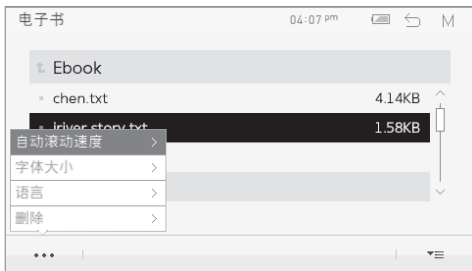 电子书 04:07 pm M
Ebook
chen.txt 4.14KB
iriver story.txt 1.58KB
自动滚动速度
字体大小
语言
删除